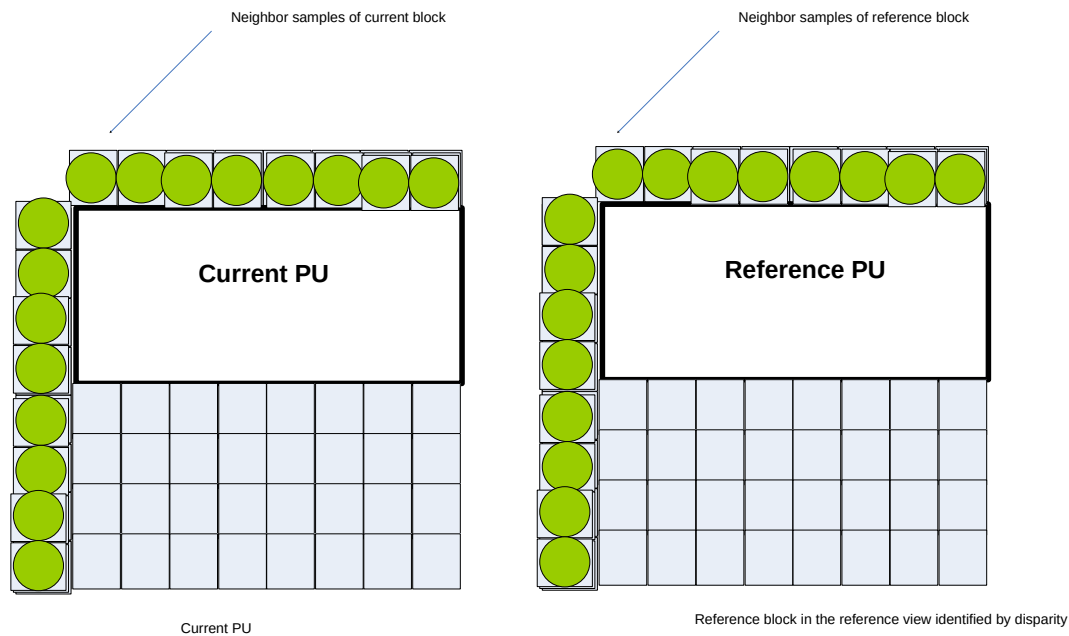 Neighbor samples of current block
Neighbor samples of reference block
Current PU
Reference PU
Current PU
Reference block in the reference view identified by disparity